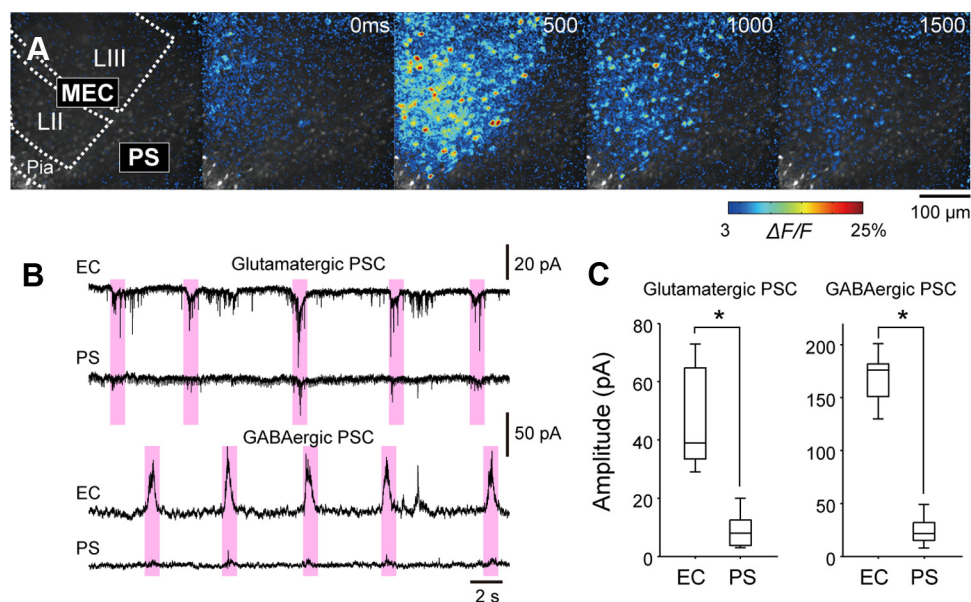 A
LIII
MEC
LII
PS
Pia
0ms
500
1000
1500
100 µm
3
ΔF/F
25%
B
EC
Glutamatergic PSC
20 pA
PS
GABAergic PSC
50 pA
EC
PS
2 s
C
Glutamatergic PSC
GABAergic PSC
*
*
Amplitude (pA)
80
60
40
20
0
EC
PS
200
150
100
50
0
EC
PS